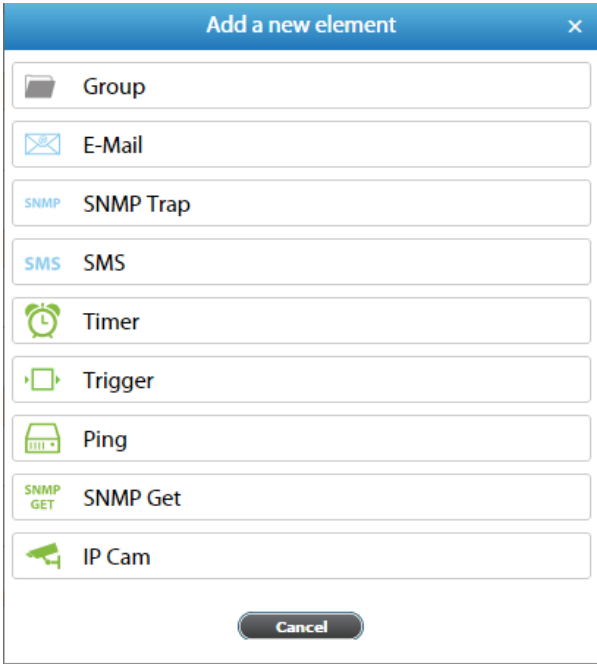 Add a new element ×
Group
@ E-Mail
SNMP SNMP Trap
SMS SMS
Timer
Trigger
Ping
SNMP
GET SNMP Get
IP Cam
Cancel